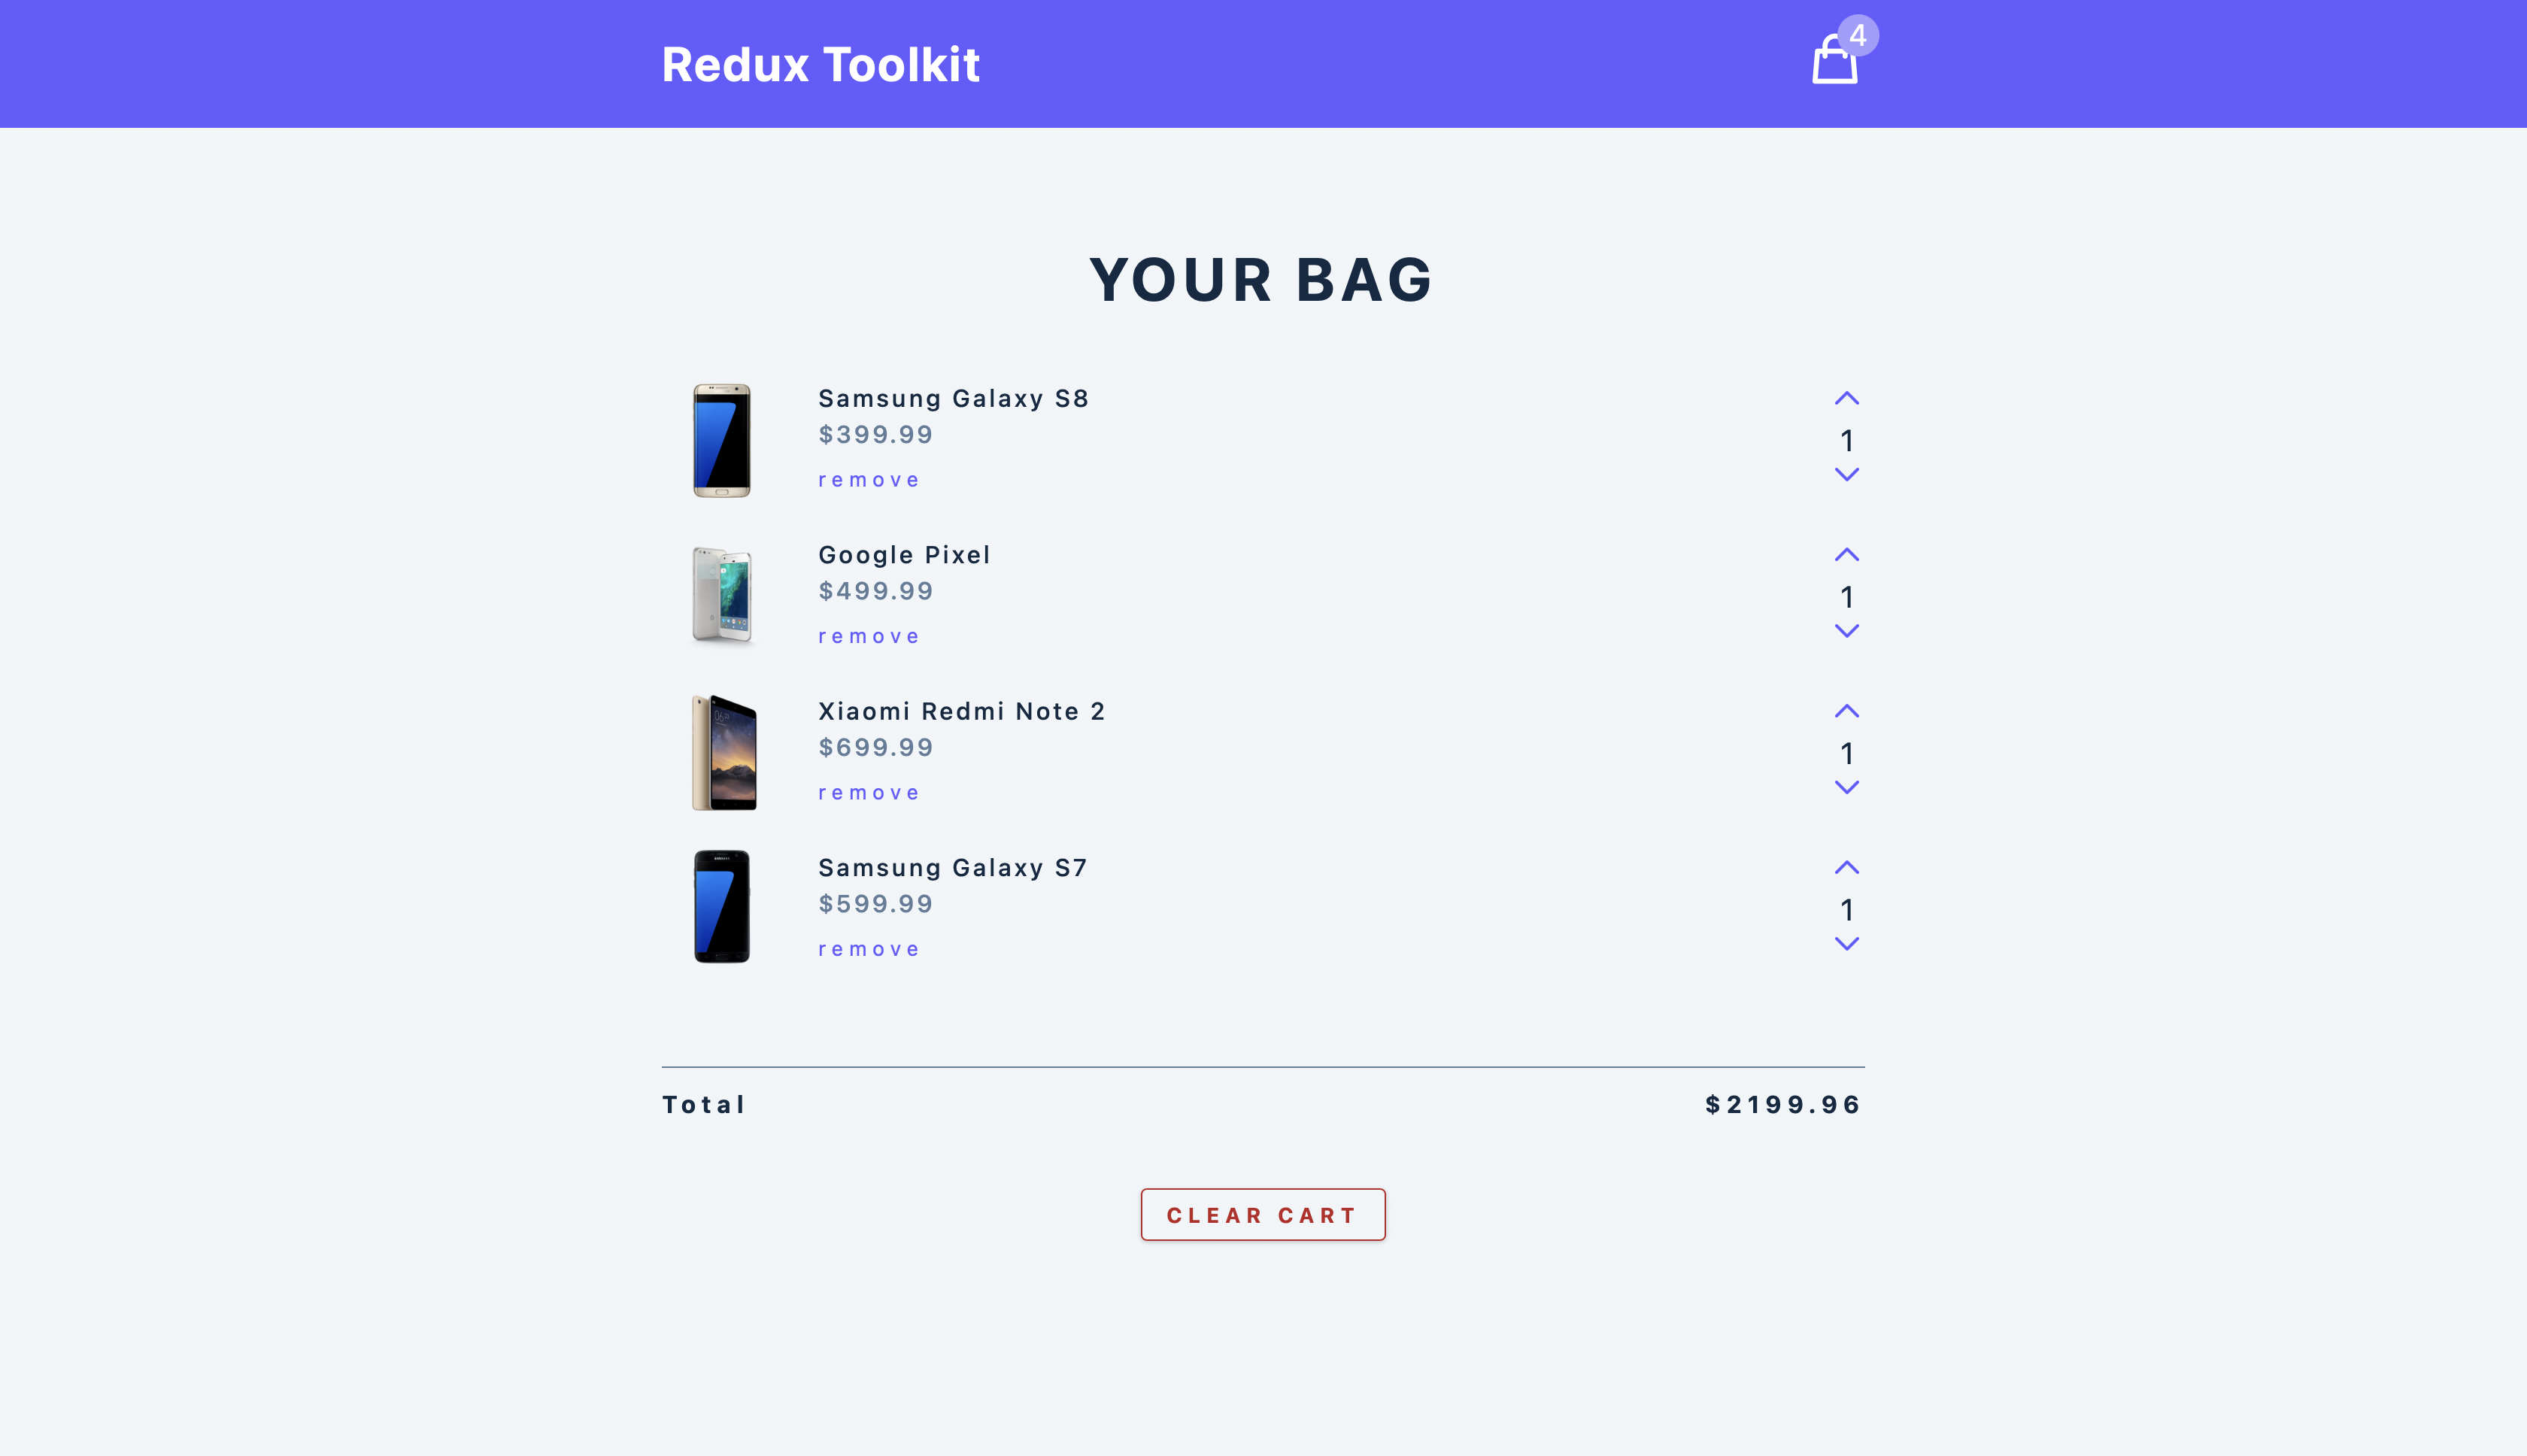 Redux Toolkit
4
YOUR BAG
Samsung Galaxy S8
$399.99
remove
1
Google Pixel
$499.99
remove
1
Xiaomi Redmi Note 2
$699.99
remove
1
Samsung Galaxy S7
$599.99
remove
1
Total
$2199.96
CLEAR CART